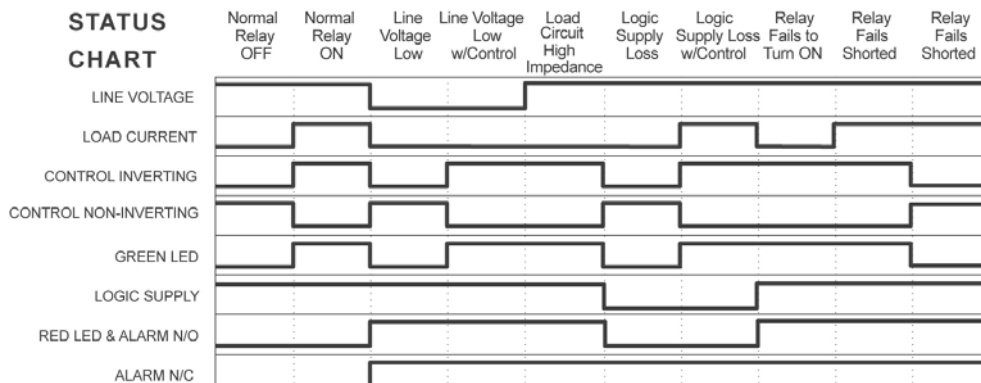 STATUS
CHART
Normal
Relay
OFF
Normal
Relay
ON
Line
Voltage
Low
Line Voltage
Low
w/Control
Load
Circuit
High
Impedance
Logic
Supply
Loss
Logic
Supply Loss
w/Control
Relay
Fails to
Turn ON
Relay
Fails
Shorted
Relay
Fails
Shorted
LINE VOLTAGE
LOAD CURRENT
CONTROL INVERTING
CONTROL NON-INVERTING
GREEN LED
LOGIC SUPPLY
RED LED & ALARM N/O
ALARM N/C